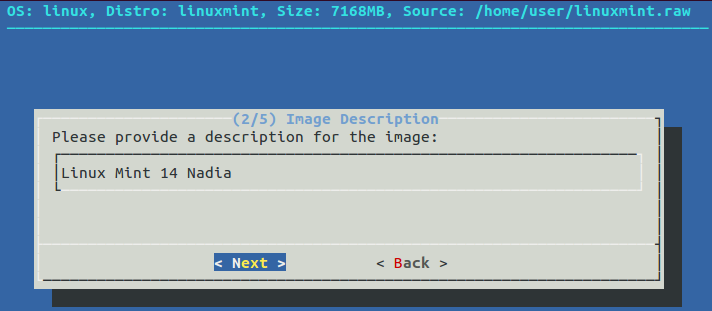 OS: linux, Distro: linuxmint, Size: 7168MB, Source: /home/user/linuxmint.raw
(2/5) Image Description
Please provide a description for the image:
Linux Mint 14 Nadia
< Next > < Back >